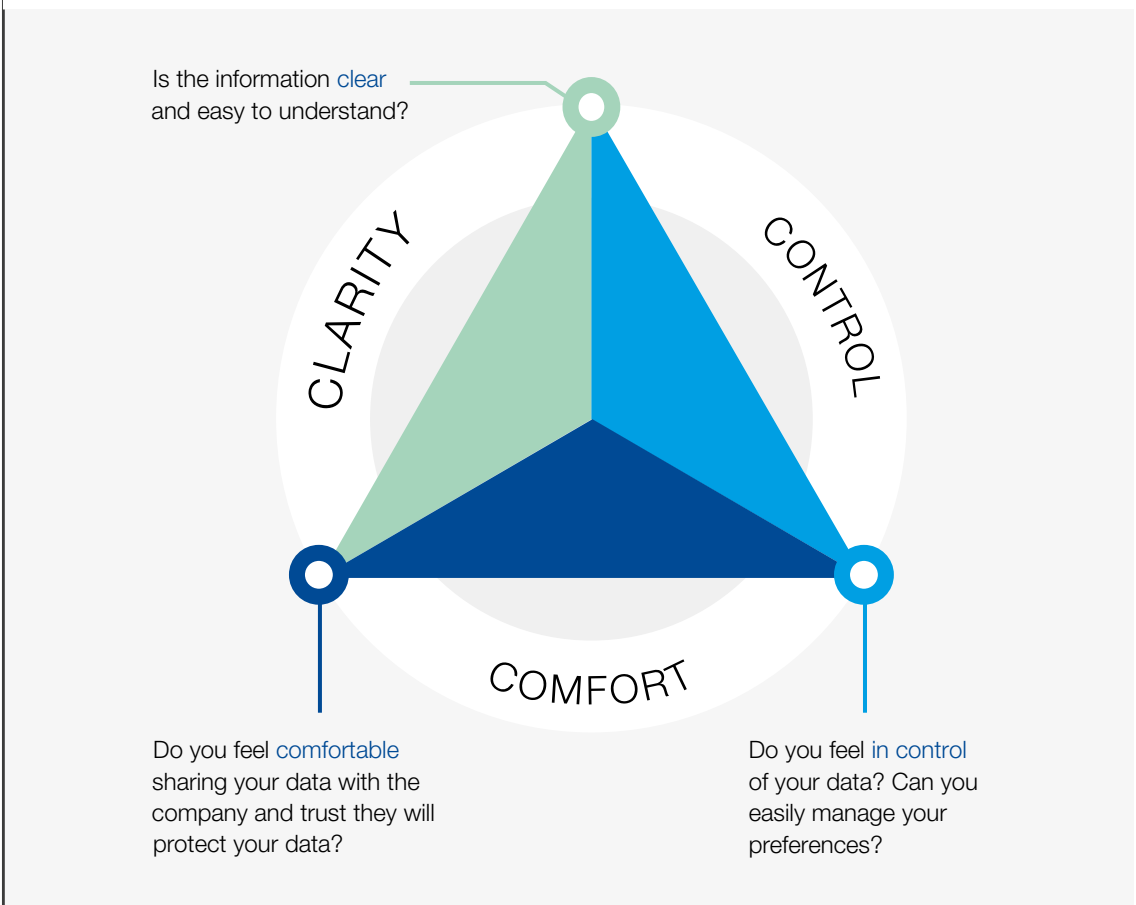 Is the information clear
and easy to understand?
CLARITY
CONTROL
COMFORT
Do you feel comfortable
sharing your data with the
company and trust they will
protect your data?
Do you feel in control
of your data? Can you
easily manage your
preferences?